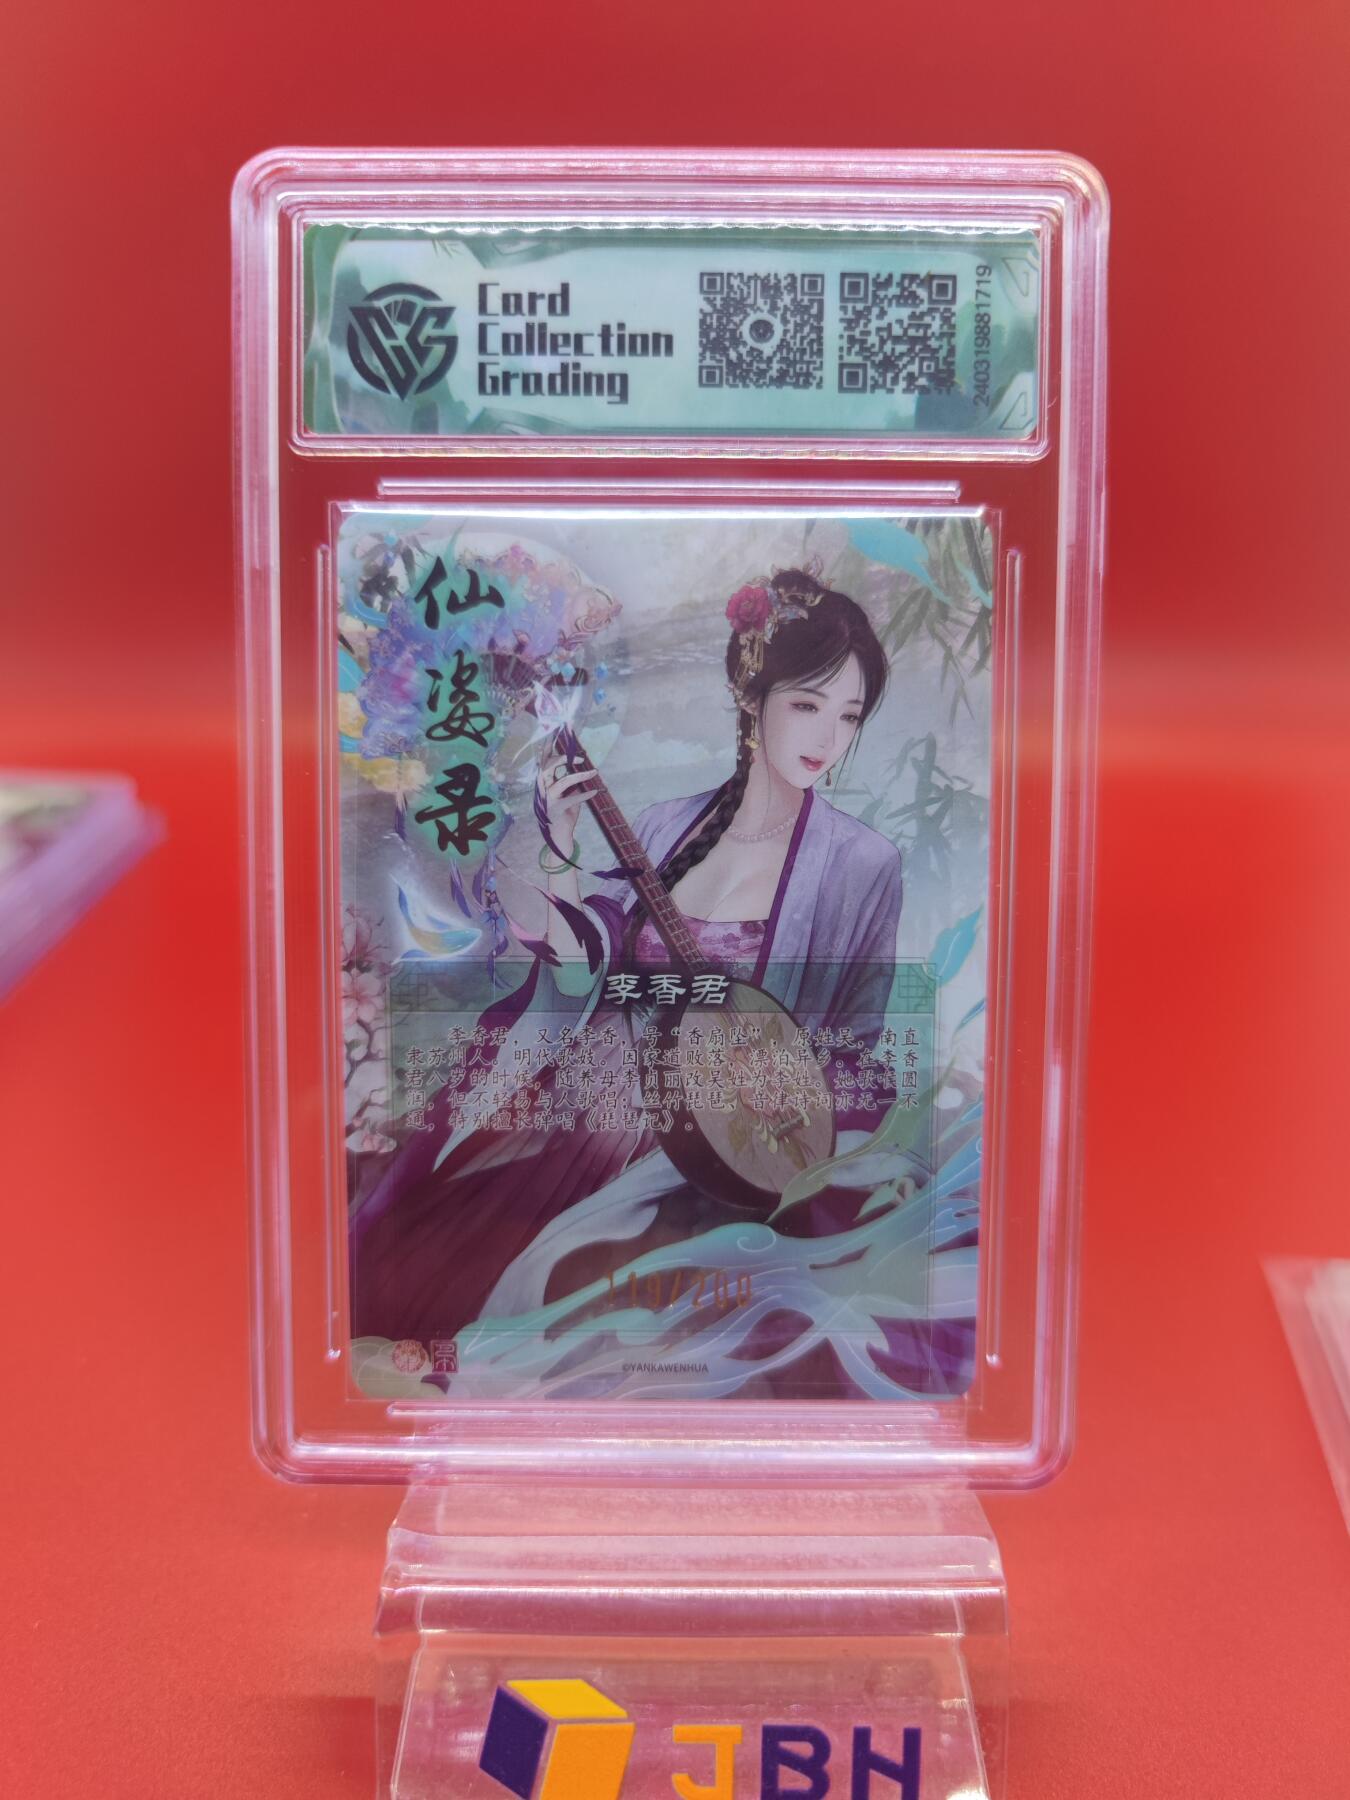 Card
Collection
Grading
240319881719
仙
姿
录
李香君
李香君，又名李香，号“香扇坠”，原姓吴，南直
隶苏州人。明代歌妓。因家道败落，漂泊异乡。在李香
君八岁的时候，随养母李贞丽改吴姓为李姓。她歌喉圆
润，但不轻易与人歌唱；丝竹琵琶、音律诗词亦无一不
通，特别擅长弹唱《琵琶记》。
119/200
©YANKAWENHUA
JBH